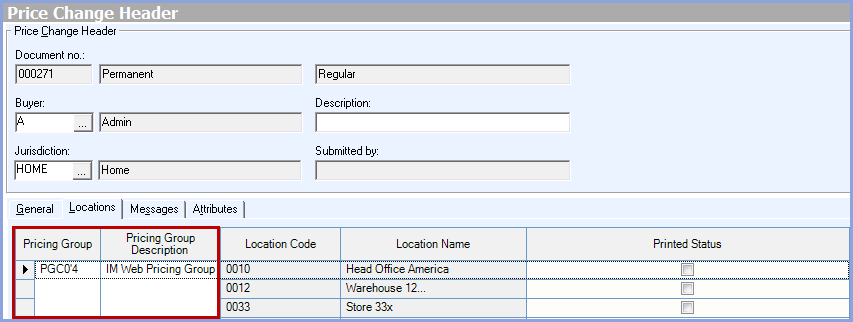 Price Change Header
Price Change Header
Document no.:
000271 Permanent Regular
Buyer: Description:
A ... Admin
Jurisdiction: Submitted by:
HOME ... Home
General Locations Messages Attributes
Pricing Group Pricing Group Description Location Code Location Name Printed Status
PGC0'4 IM Web Pricing Group 0010 Head Office America
0012 Warehouse 12...
0033 Store 33x